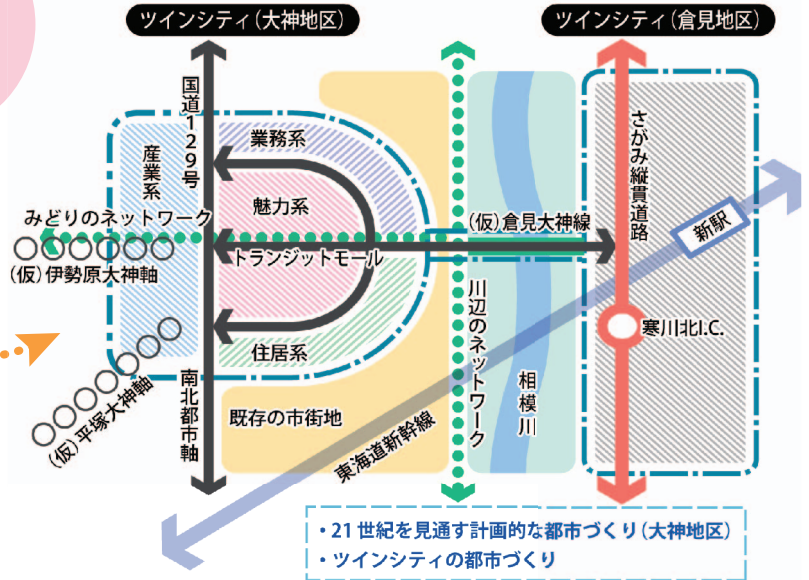 ツインシティ（大神地区）
ツインシティ（倉見地区）
国道129号
さがみ縦貫道路
業務系
産業系
魅力系
新駅
みどりのネットワーク
（仮）倉見大神線
トランジットモール
（仮）伊勢原大神軸
川辺のネットワーク
寒川北I.C.
住居系
相模川
南北都市軸
既存の市街地
（仮）平塚大神軸
東海道新幹線
・21世紀を見通す計画的な都市づくり（大神地区）
・ツインシティの都市づくり